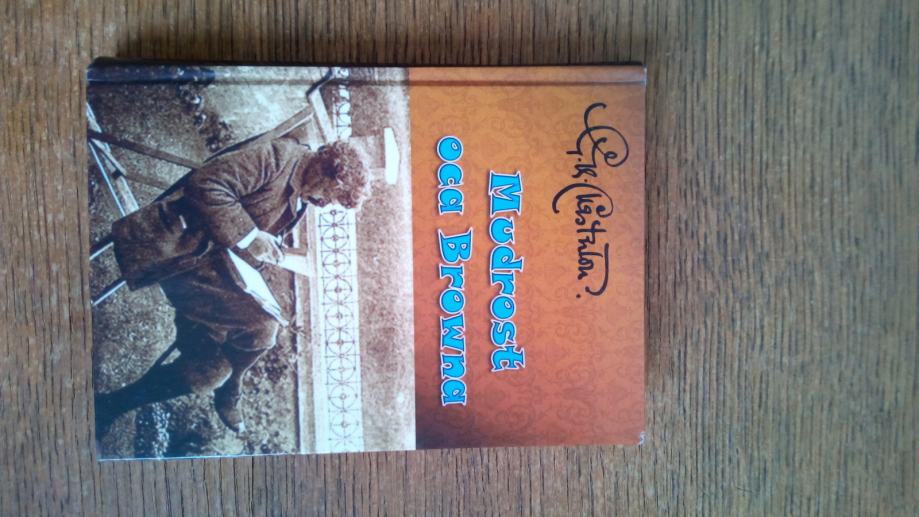 G.K. Chesterton.
Mudrost
oca Browna